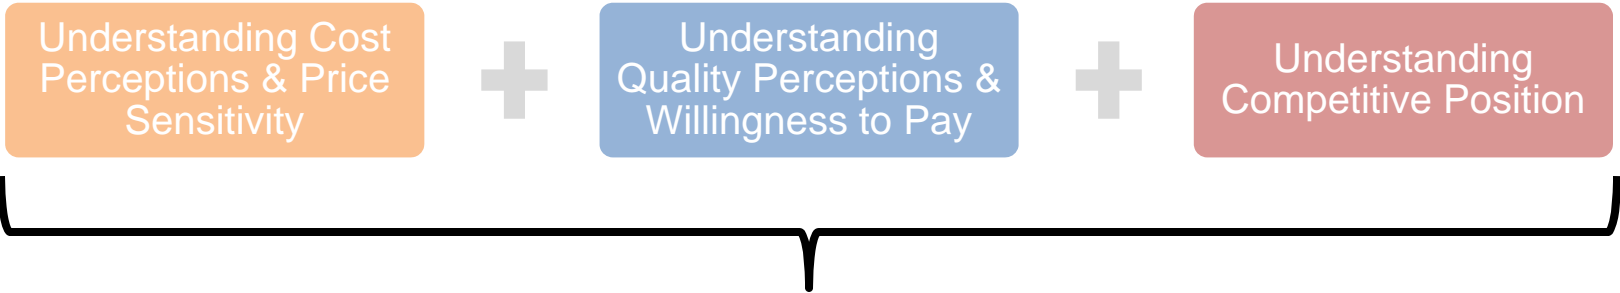 Understanding Cost
Perceptions & Price
Sensitivity
Understanding
Quality Perceptions &
Willingness to Pay
Understanding
Competitive Position